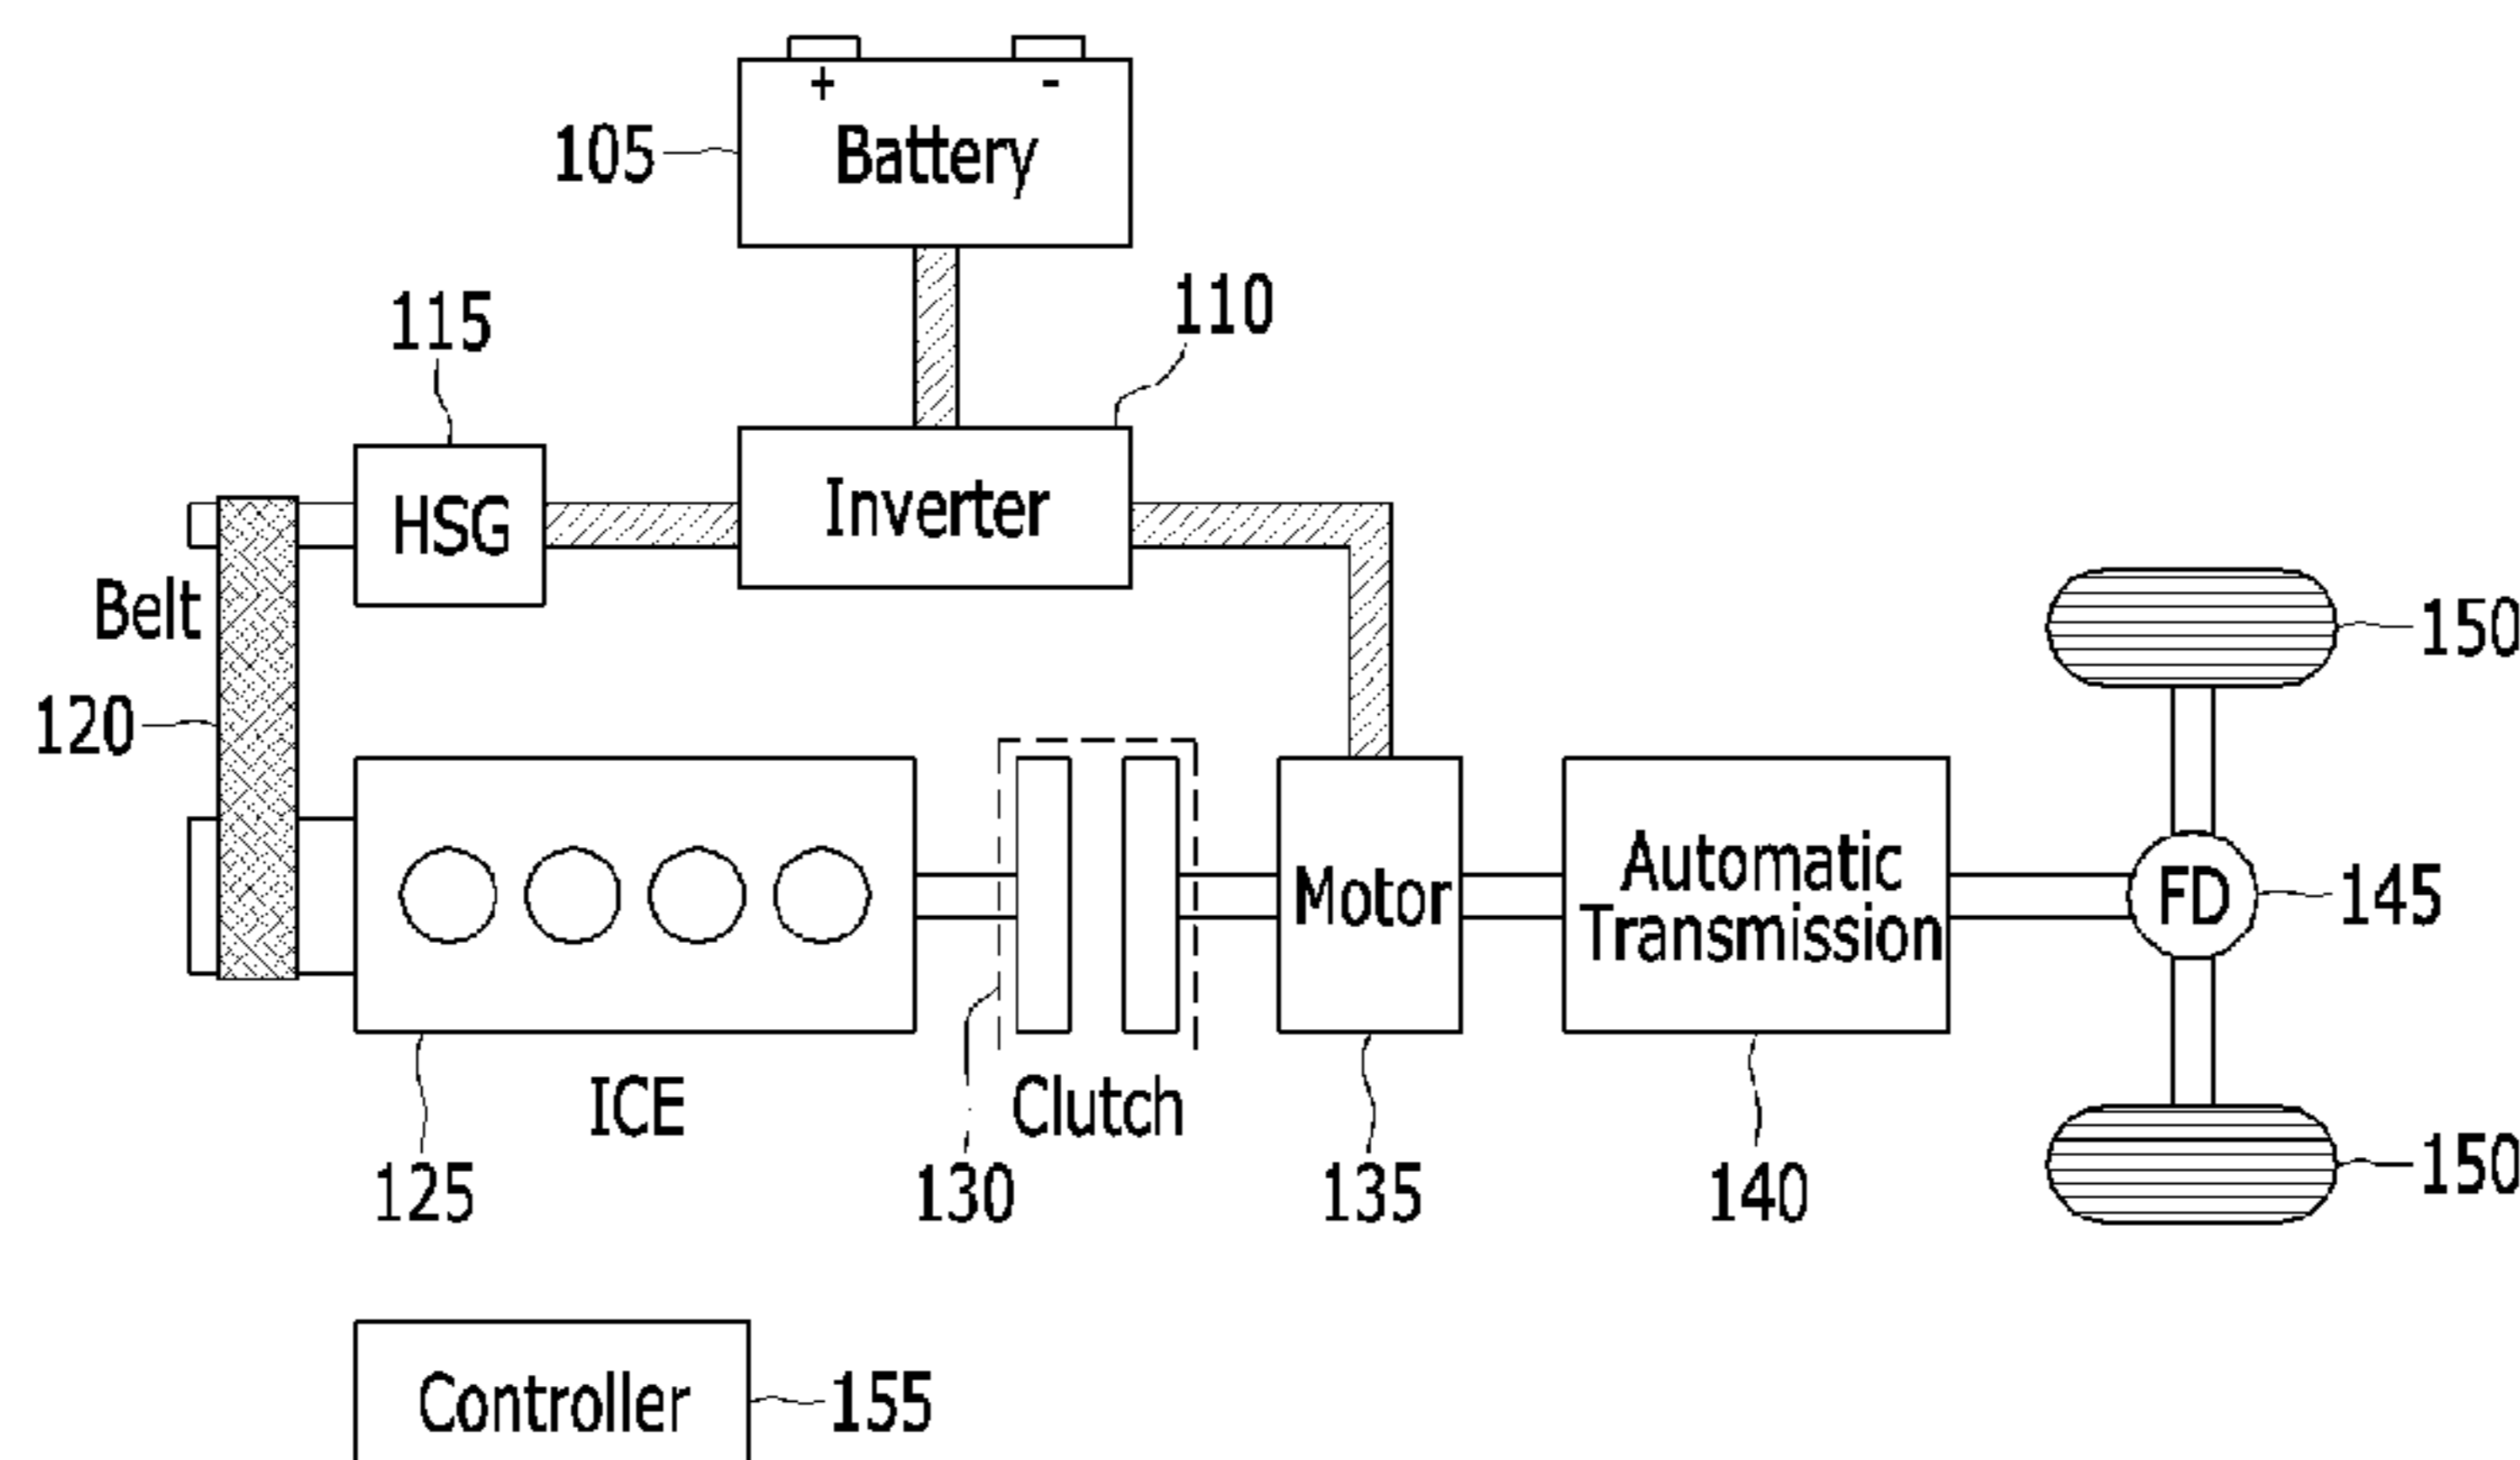 + -
105 Battery
110
115
Inverter
HSG
Belt
150
120
Automatic
Motor FD 145
Transmission
ICE Clutch
125 130 135 140 150
Controller 155